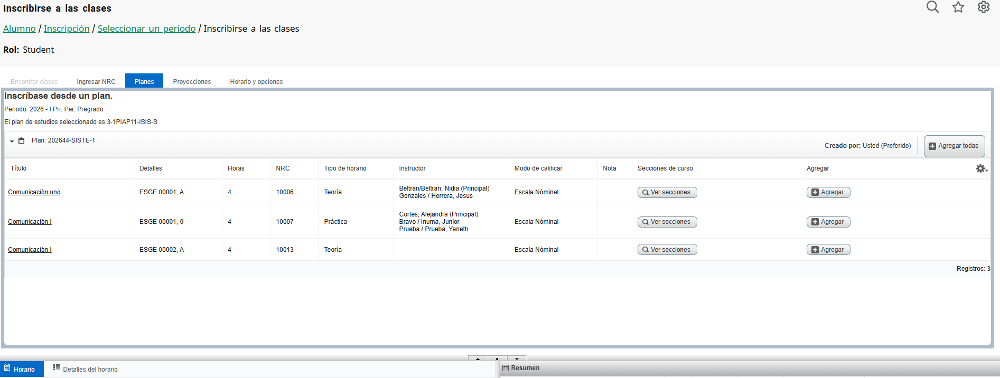 Inscribirse a las clases
Alumno / Inscripción / Seleccionar un periodo / Inscribirse a las clases
Rol: Student
Encontrar clases Ingresar NRC Planes Proyecciones Horario y opciones
Inscríbase desde un plan.
Periodo: 2026 - I Pri. Per. Pregrado
El plan de estudios seleccionado es 3-1PIAP11-ISIS-S
Plan: 202644-SISTE-1 Creado por: Usted (Preferido) Agregar todas
Título Detalles Horas NRC Tipo de horario Instructor Modo de calificar Nota Secciones de curso Agregar
Comunicación uno ESGE 00001, A 4 10006 Teoría Beltran/Beltran, Nidia (Principal) Escala Nóminal Ver secciones Agregar
Gonzales / Herrera, Jesus
Comunicación I ESGE 00001, 0 4 10007 Práctica Cortes, Alejandra (Principal) Escala Nóminal Ver secciones Agregar
Bravo / Inuma, Junior
Prueba / Prueba, Yaneth
Comunicación I ESGE 00002, A 4 10013 Teoría Escala Nóminal Ver secciones Agregar
Registros: 3
Horario Detalles del horario Resumen